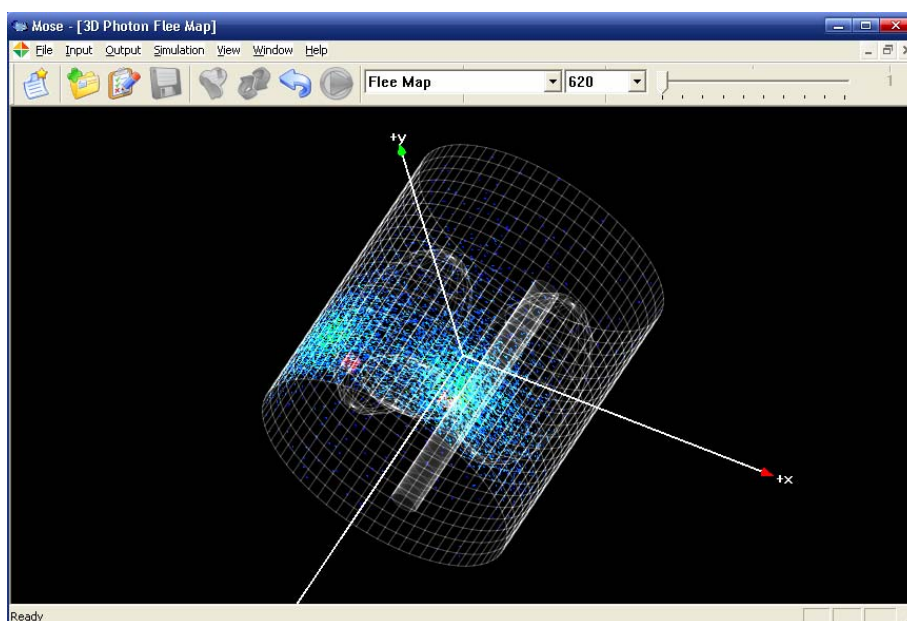 Mose - [3D Photon Flee Map]
File Input Output Simulation View Window Help
Flee Map 620 1
+y
+x
Ready